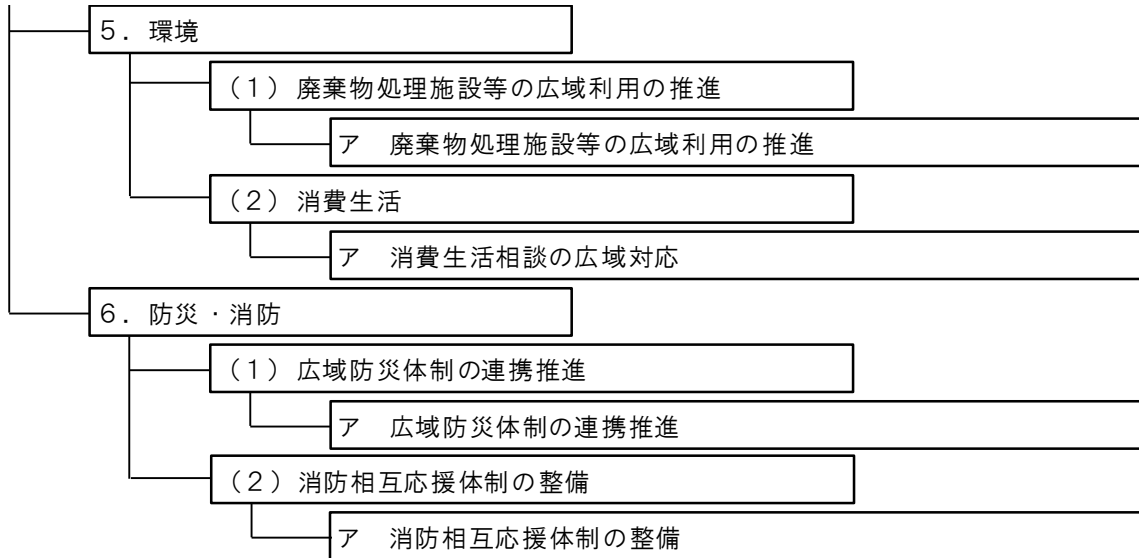 ５．環境
（１）廃棄物処理施設等の広域利用の推進
ア　廃棄物処理施設等の広域利用の推進
（２）消費生活
ア　消費生活相談の広域対応
６．防災・消防
（１）広域防災体制の連携推進
ア　広域防災体制の連携推進
（２）消防相互応援体制の整備
ア　消防相互応援体制の整備